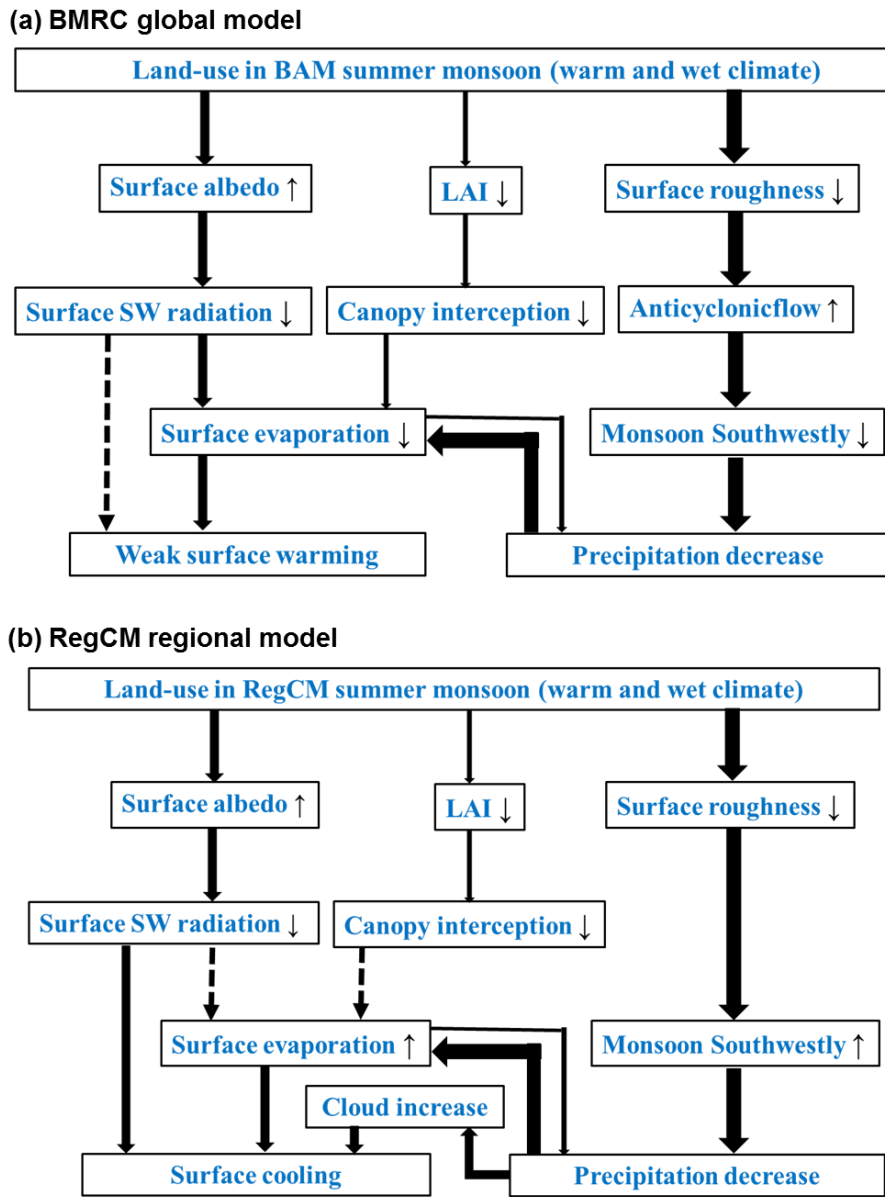 (a) BMRC global model
Land-use in BAM summer monsoon (warm and wet climate)
Surface albedo ↑
LAI ↓
Surface roughness ↓
Surface SW radiation ↓
Canopy interception ↓
Anticyclonicflow ↑
Surface evaporation ↓
Monsoon Southwestly ↓
Weak surface warming
Precipitation decrease
(b) RegCM regional model
Land-use in RegCM summer monsoon (warm and wet climate)
Surface albedo ↑
LAI ↓
Surface roughness ↓
Surface SW radiation ↓
Canopy interception ↓
Surface evaporation ↑
Monsoon Southwestly ↑
Cloud increase
Surface cooling
Precipitation decrease